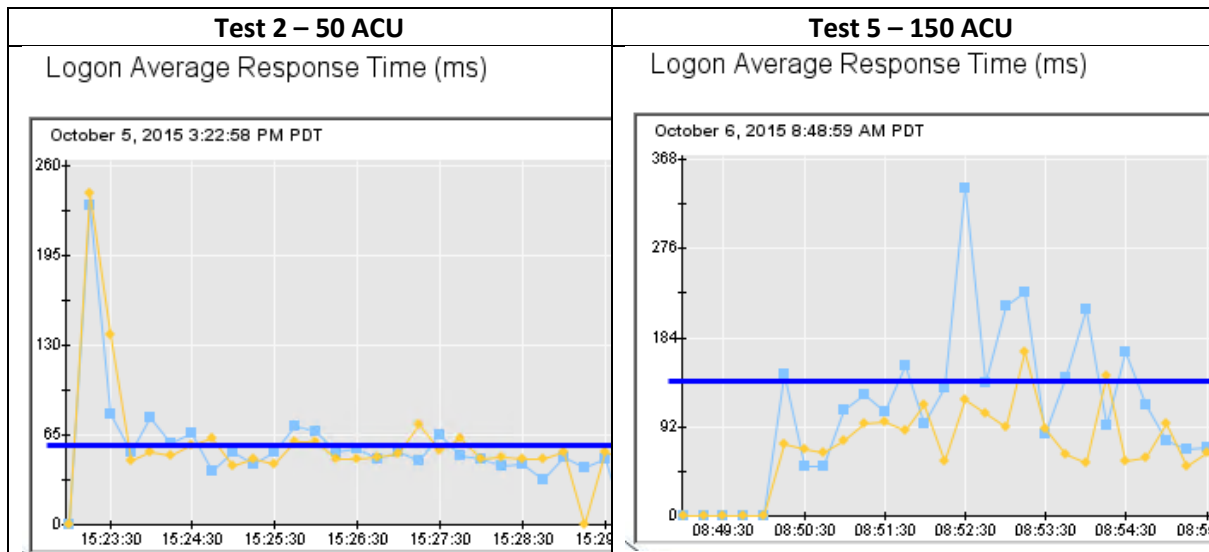 Test 2 – 50 ACU
Logon Average Response Time (ms)
October 5, 2015 3:22:58 PM PDT
260
195
130
65
0
15:23:30 15:24:30 15:25:30 15:26:30 15:27:30 15:28:30 15:29
Test 5 – 150 ACU
Logon Average Response Time (ms)
October 6, 2015 8:48:59 AM PDT
368
276
184
92
0
08:49:30 08:50:30 08:51:30 08:52:30 08:53:30 08:54:30 08:5